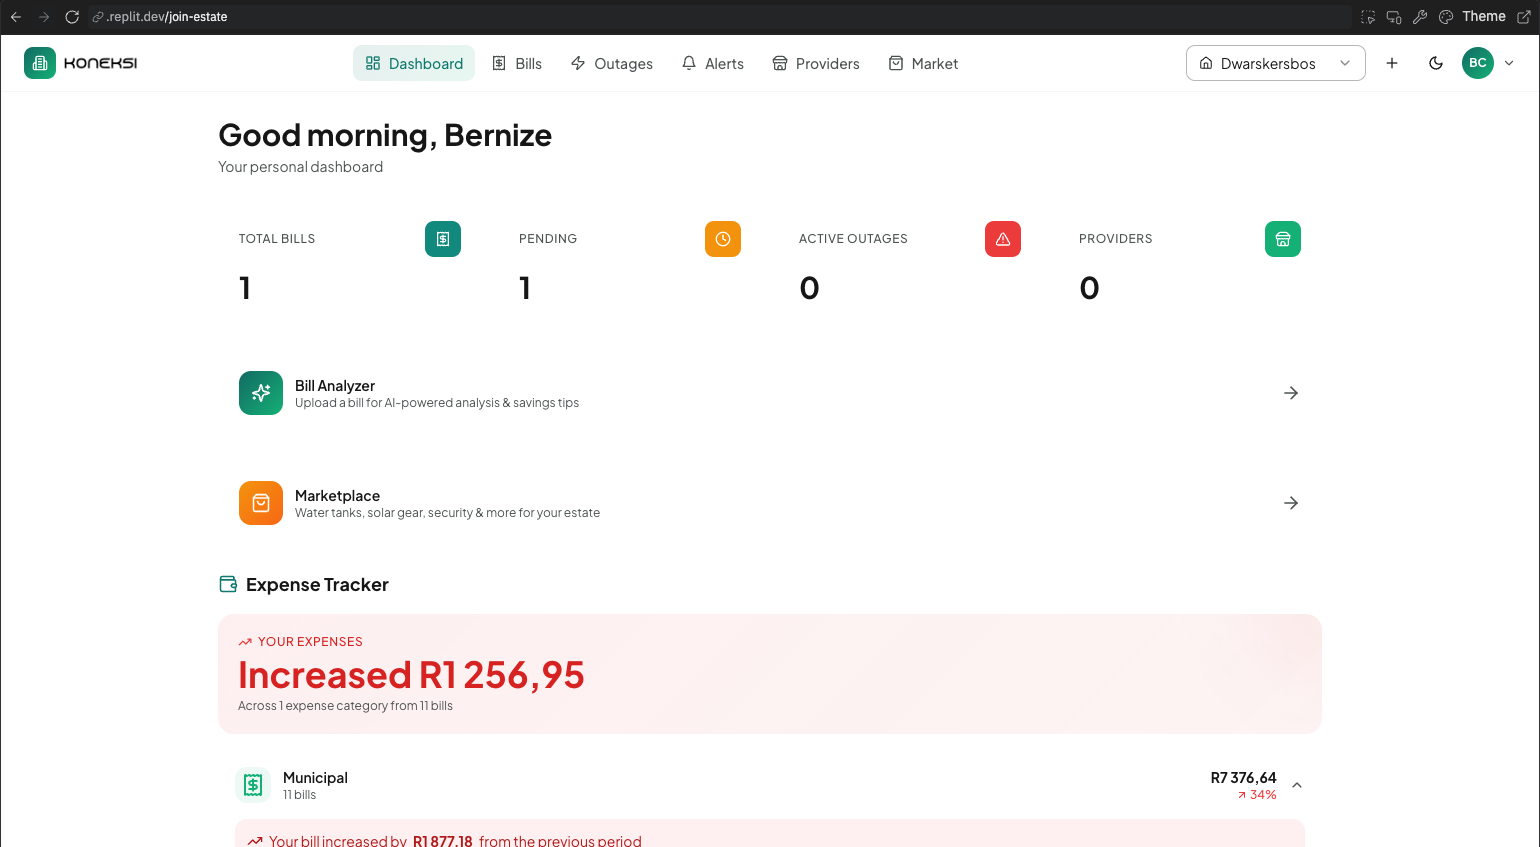 .replit.dev/join-estate
Theme
KONEKSI
Dashboard
Bills
Outages
Alerts
Providers
Market
Dwarskersbos
BC
Good morning, Bernize
Your personal dashboard
TOTAL BILLS
1
PENDING
1
ACTIVE OUTAGES
0
PROVIDERS
0
Bill Analyzer
Upload a bill for AI-powered analysis & savings tips
Marketplace
Water tanks, solar gear, security & more for your estate
Expense Tracker
YOUR EXPENSES
Increased R1 256,95
Across 1 expense category from 11 bills
Municipal
11 bills
R7 376,64
34%
Your bill increased by R1 877,18 from the previous period